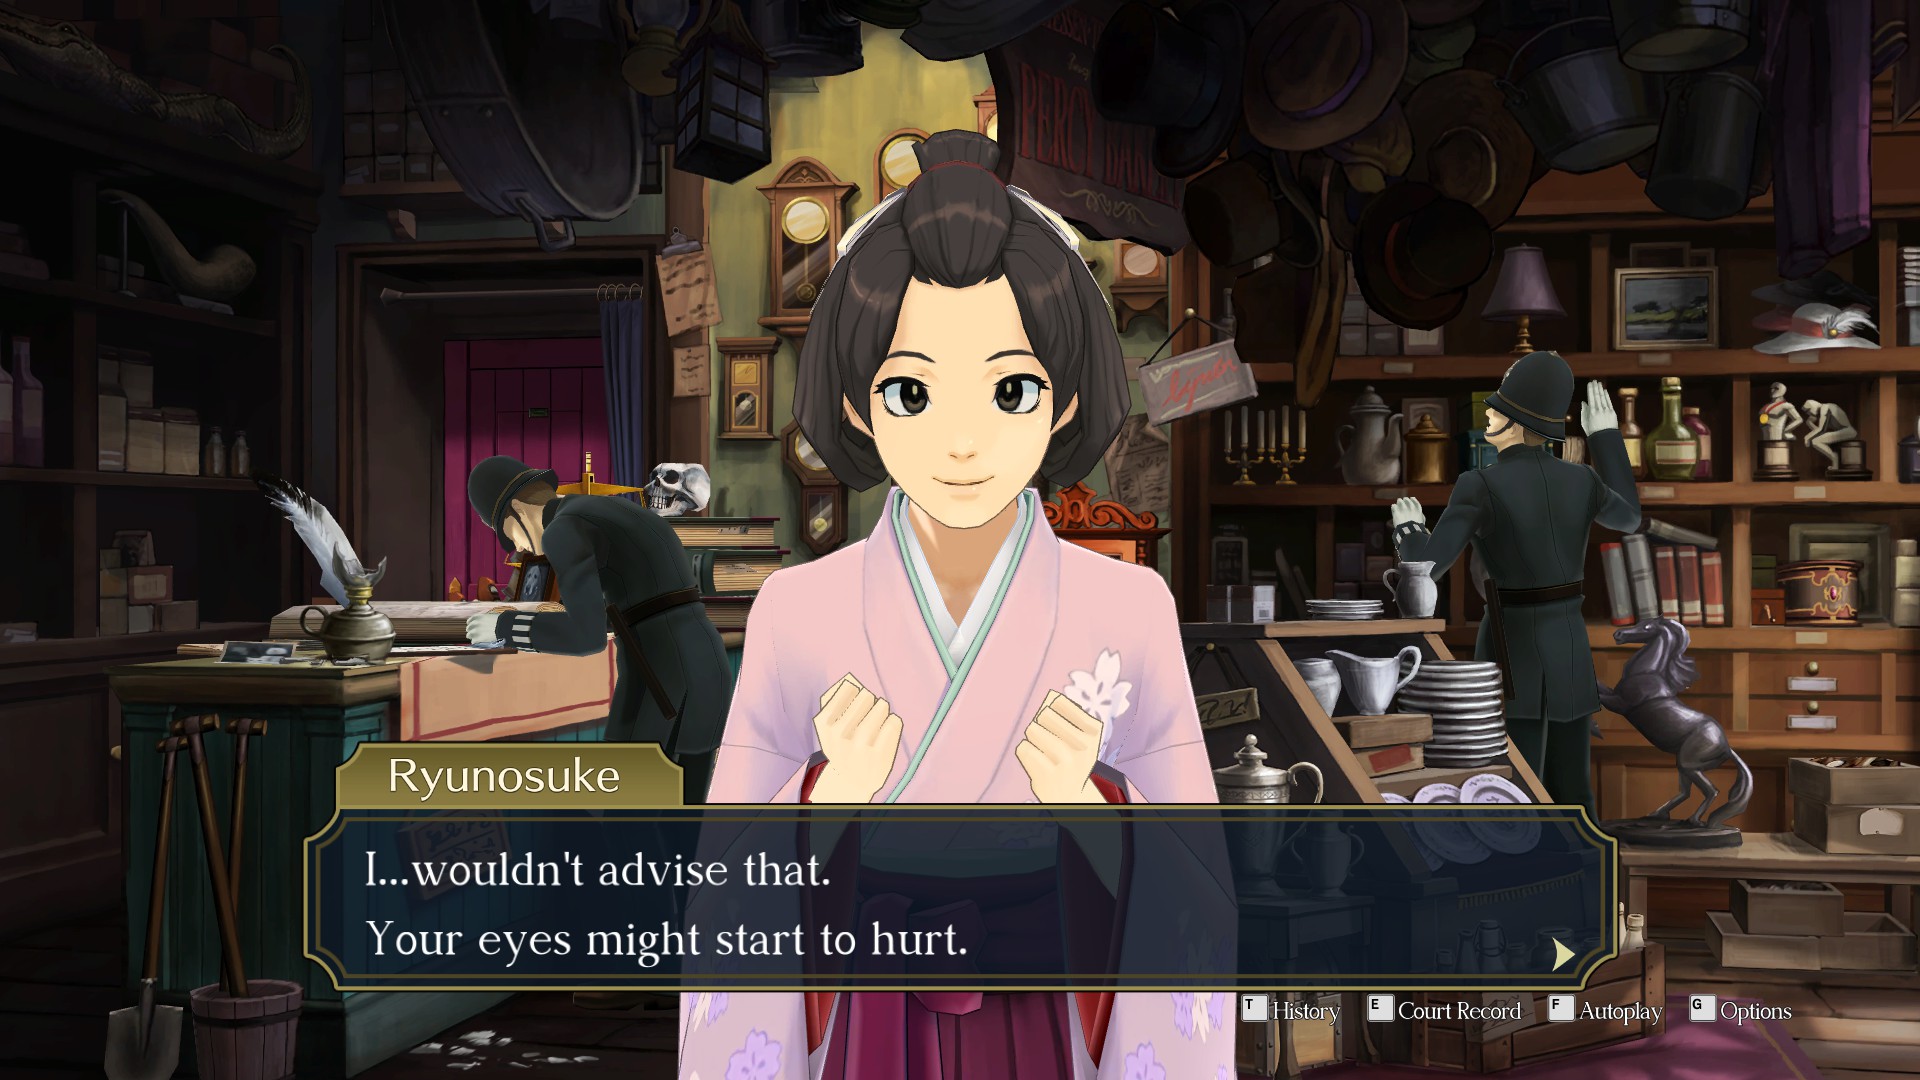 Ryunosuke
I...wouldn't advise that.
Your eyes might start to hurt.
T History E Court Record F Autoplay G Options